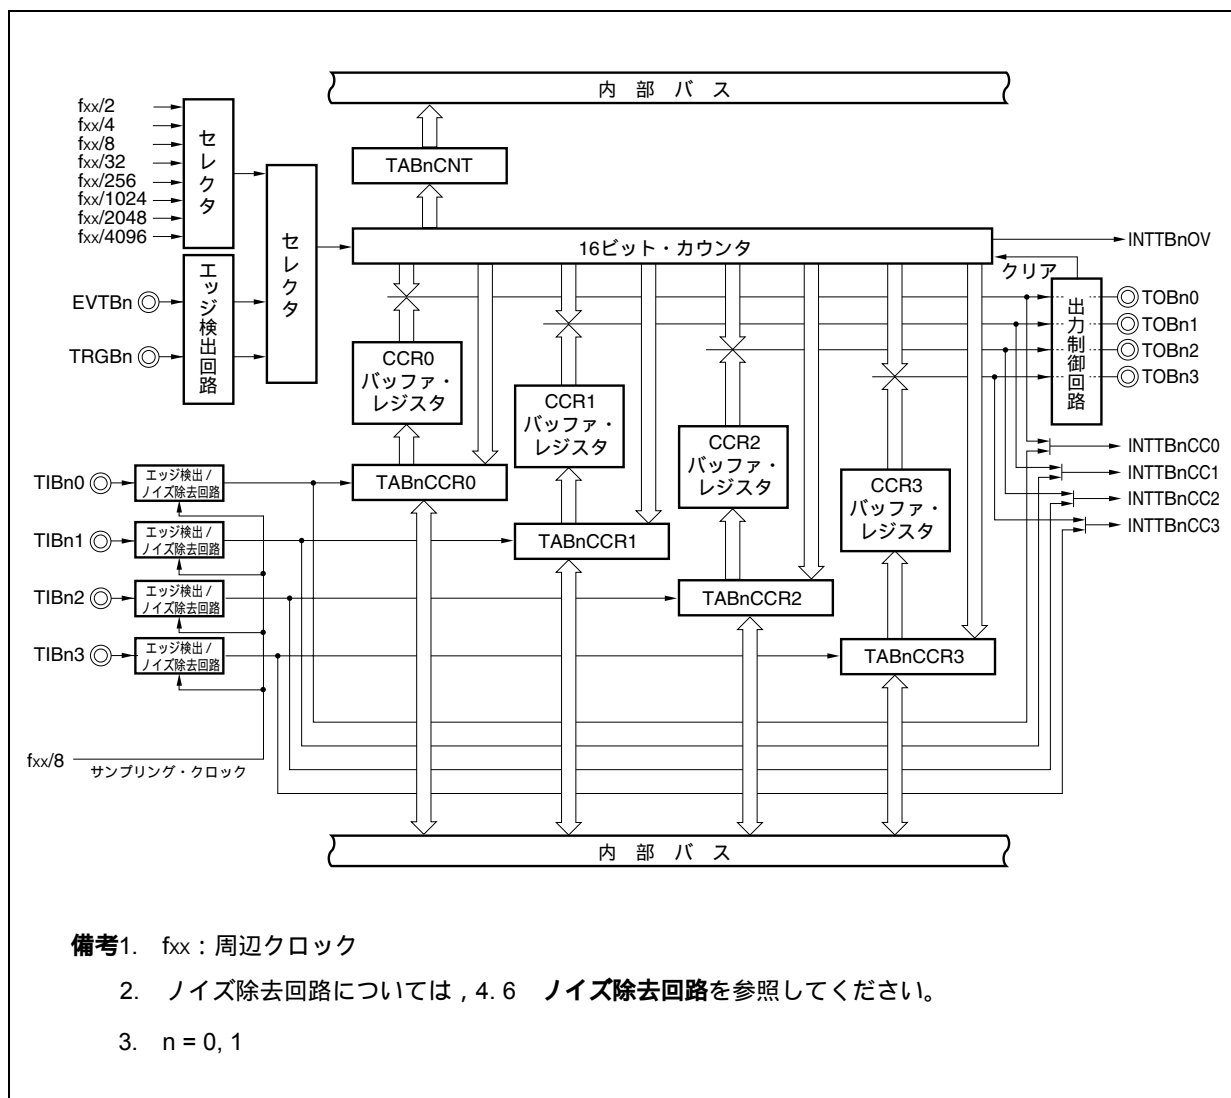 内 部 バ ス
fxx/2
fxx/4
fxx/8
fxx/32
fxx/256
fxx/1024
fxx/2048
fxx/4096
セレクタ
セレクタ
TABnCNT
16ビット・カウンタ
INTTBnOV
クリア
EVTBn
TRGBn
エッジ検出回路
出力制御回路
TOBn0
TOBn1
TOBn2
TOBn3
CCR0
バッファ・
レジスタ
CCR1
バッファ・
レジスタ
CCR2
バッファ・
レジスタ
CCR3
バッファ・
レジスタ
INTTBnCC0
INTTBnCC1
INTTBnCC2
INTTBnCC3
TIBn0
エッジ検出/
ノイズ除去回路
TABnCCR0
TIBn1
エッジ検出/
ノイズ除去回路
TABnCCR1
TIBn2
エッジ検出/
ノイズ除去回路
TABnCCR2
TIBn3
エッジ検出/
ノイズ除去回路
TABnCCR3
fxx/8
サンプリング・クロック
内 部 バ ス
備考1. fxx:周辺クロック
2. ノイズ除去回路については,4. 6 ノイズ除去回路を参照してください。
3. n = 0, 1